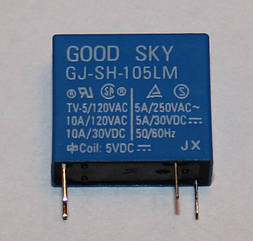 GOOD SKY
GJ-SH-105LM
TV-5/120VAC 5A/250VAC~
10A/120VAC 5A/30VDC⎓
10A/30VDC 50/60Hz
Coil: 5VDC⎓ JX